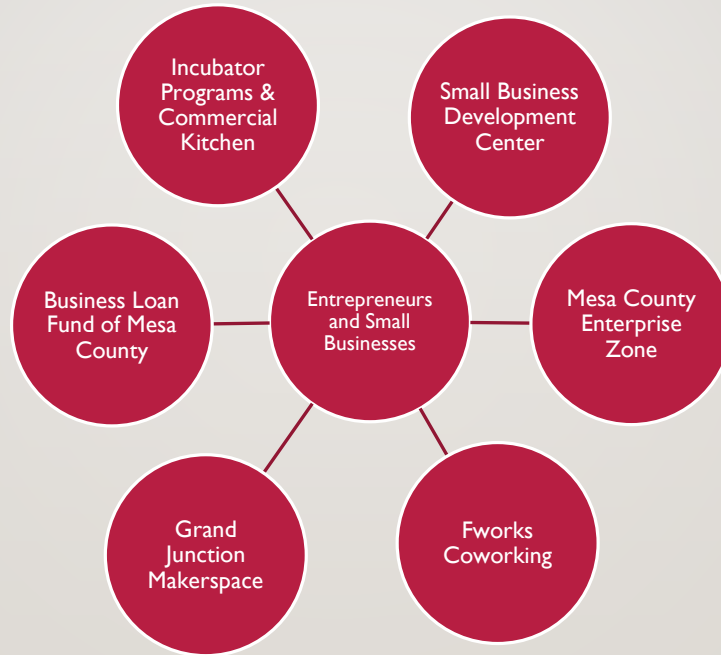 Incubator
Programs &
Commercial
Kitchen
Small Business
Development
Center
Business Loan
Fund of Mesa
County
Entrepreneurs
and Small
Businesses
Mesa County
Enterprise
Zone
Grand
Junction
Makerspace
Fworks
Coworking